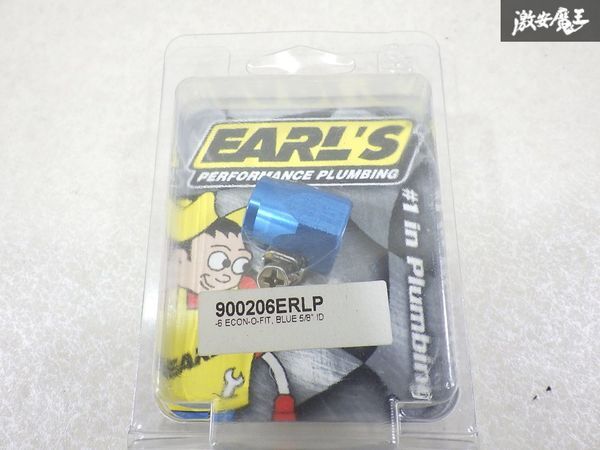 激安魔王
EARL'S
PERFORMANCE PLUMBING
#1 in Plumbing
900206ERLP
-6 ECON-O-FIT, BLUE 5/8" ID